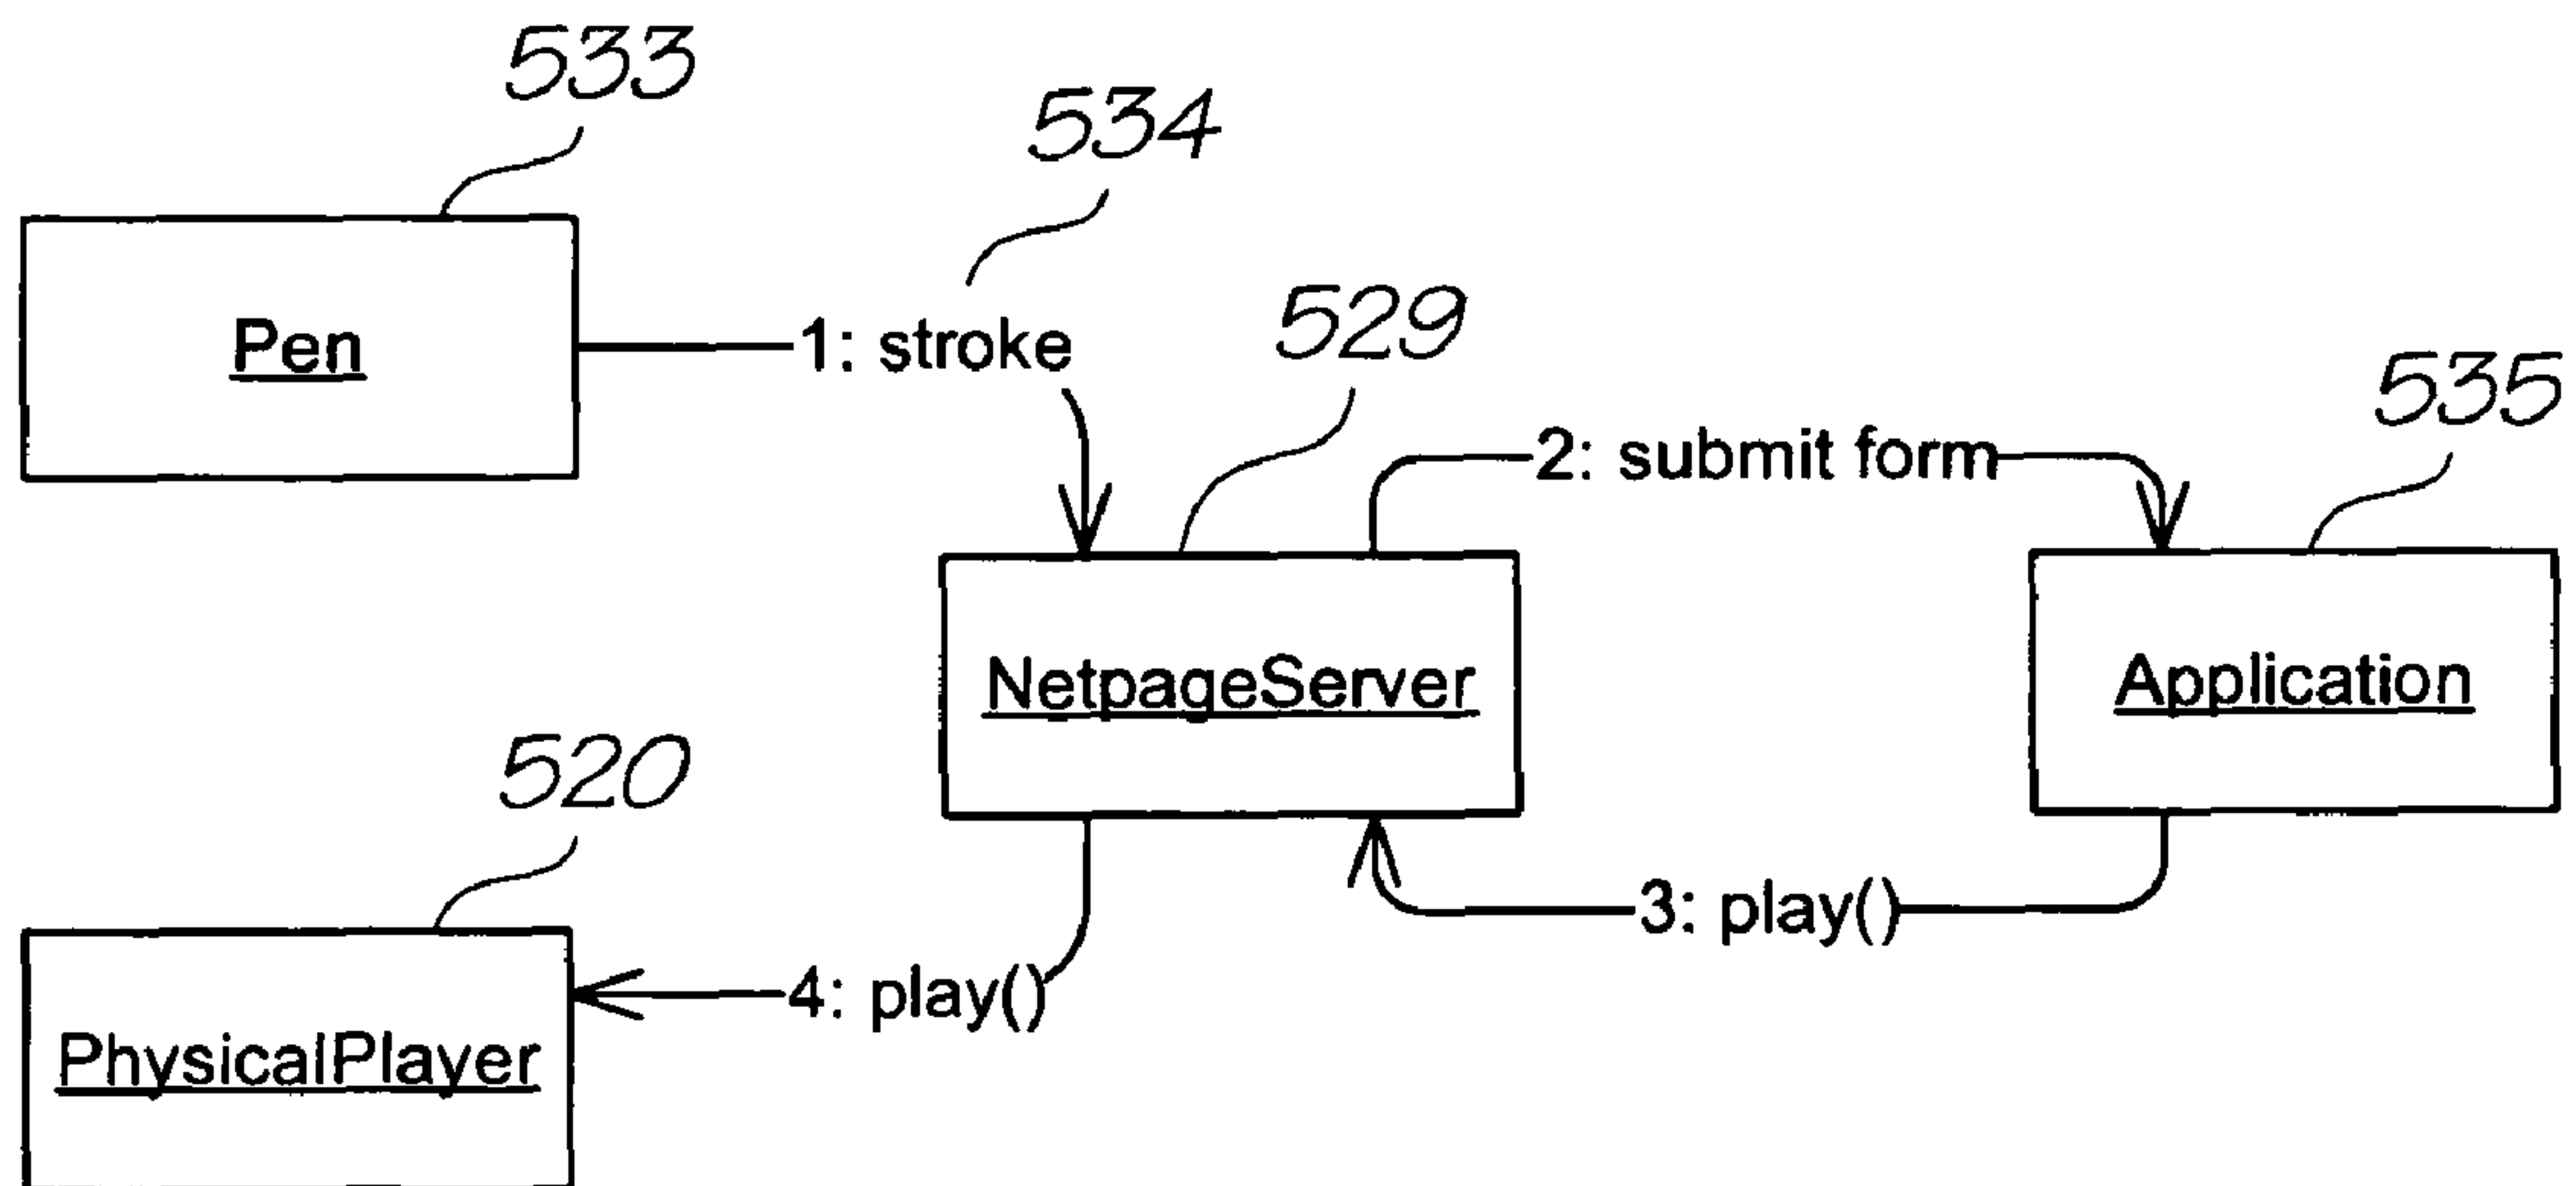 533
534
Pen
1: stroke
529
535
2: submit form
NetpageServer
Application
520
3: play()
4: play()
PhysicalPlayer